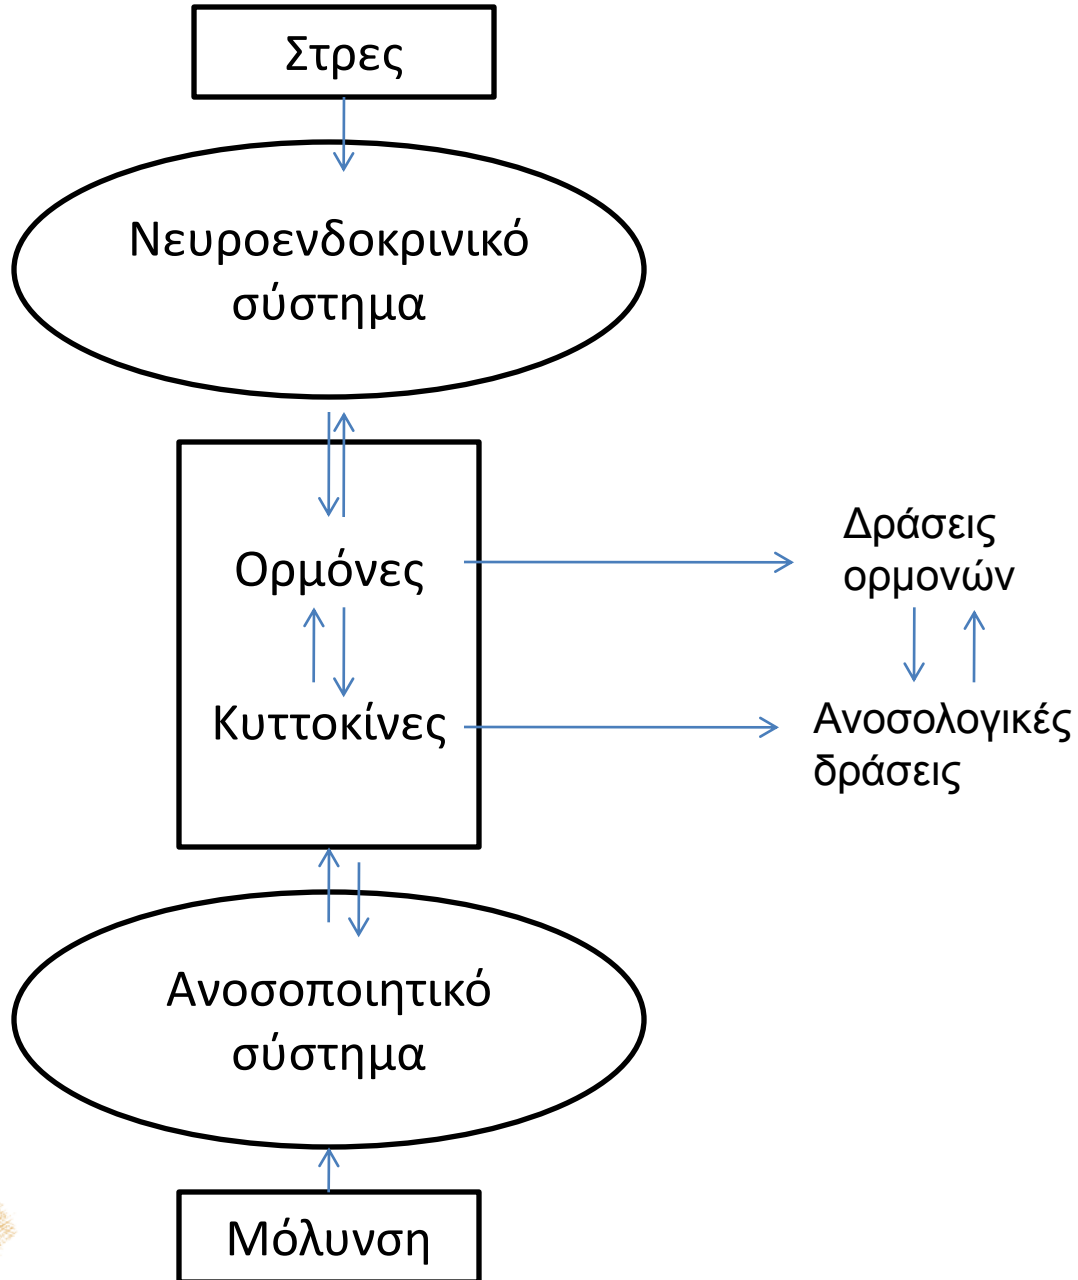 Στρες
Νευροενδοκρινικό
σύστημα
Ορμόνες
Δράσεις
ορμονών
Κυττοκίνες
Ανοσολογικές
δράσεις
Ανοσοποιητικό
σύστημα
Μόλυνση